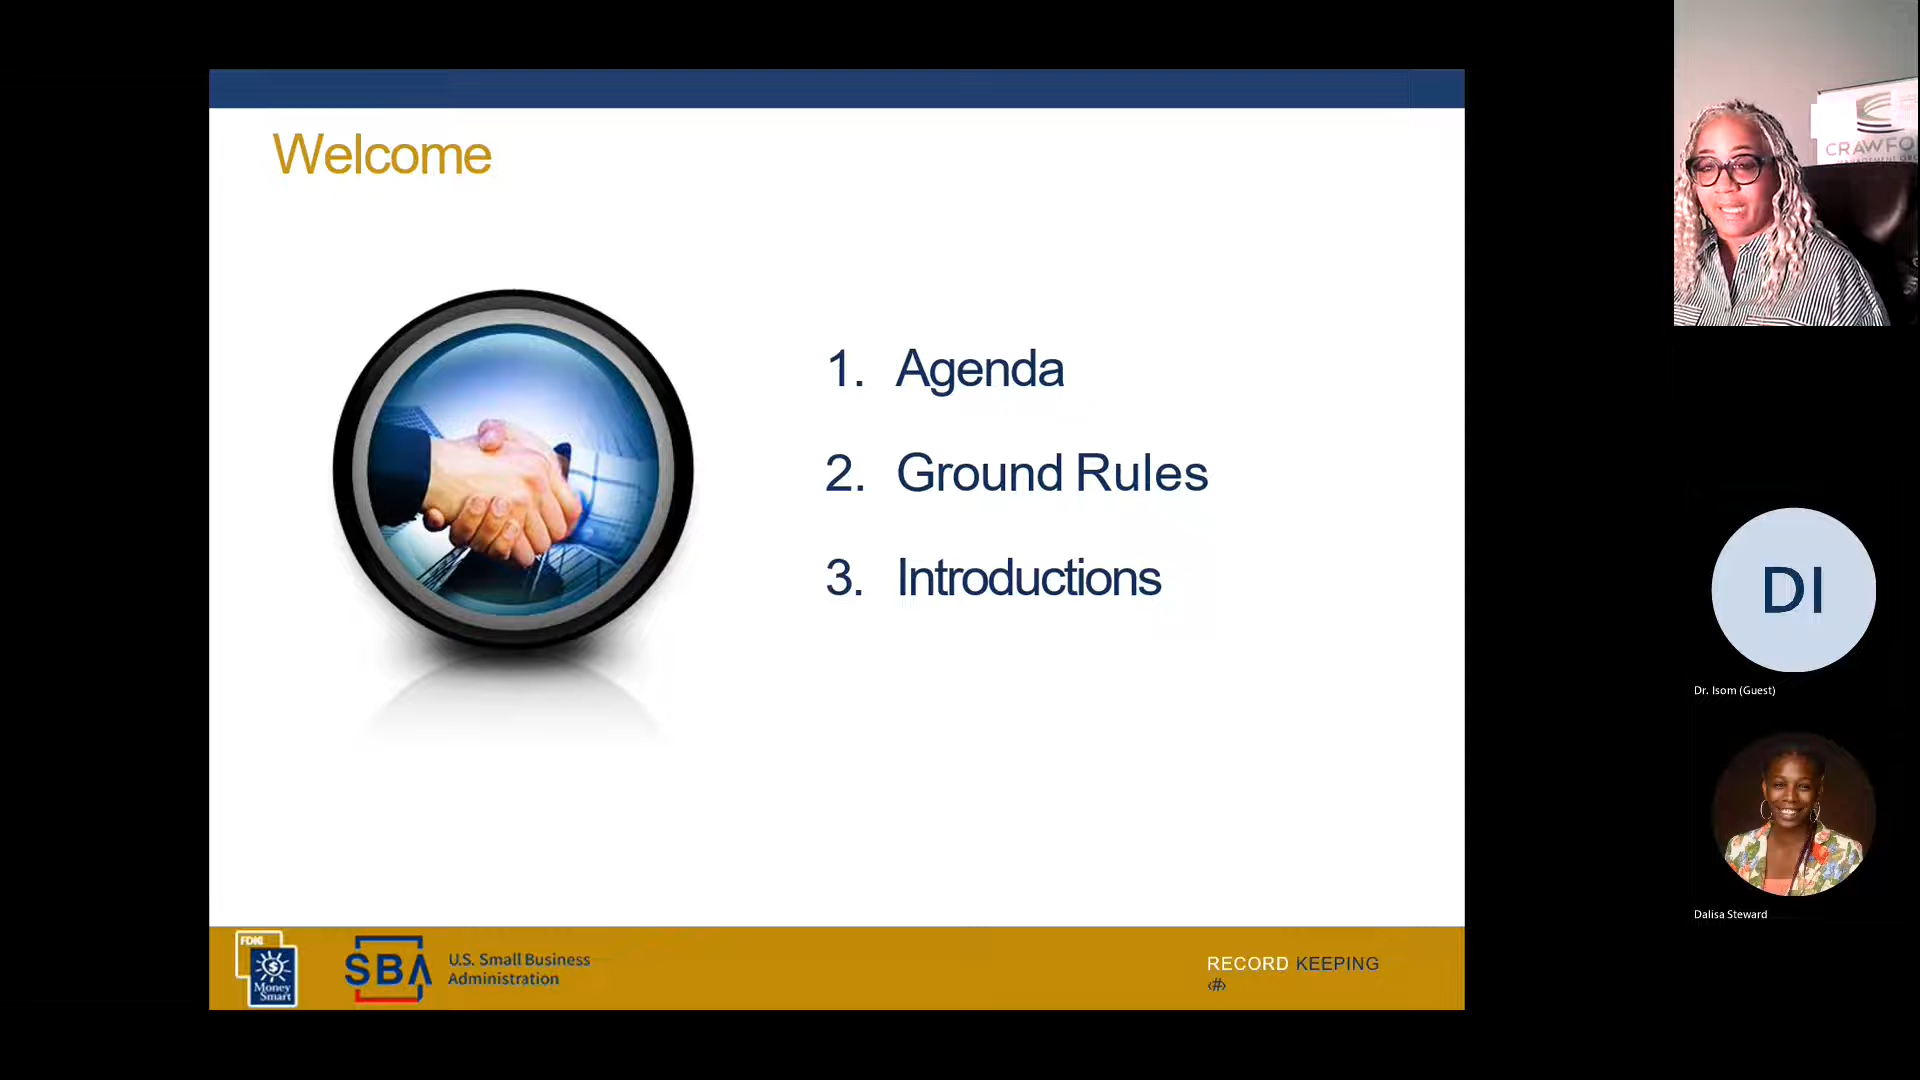 Welcome
1. Agenda
2. Ground Rules
3. Introductions
FDIC
Money
Smart
SBA
U.S. Small Business
Administration
RECORD KEEPING
‹#›
CRAWFO
DI
Dr. Isom (Guest)
Dalisa Steward